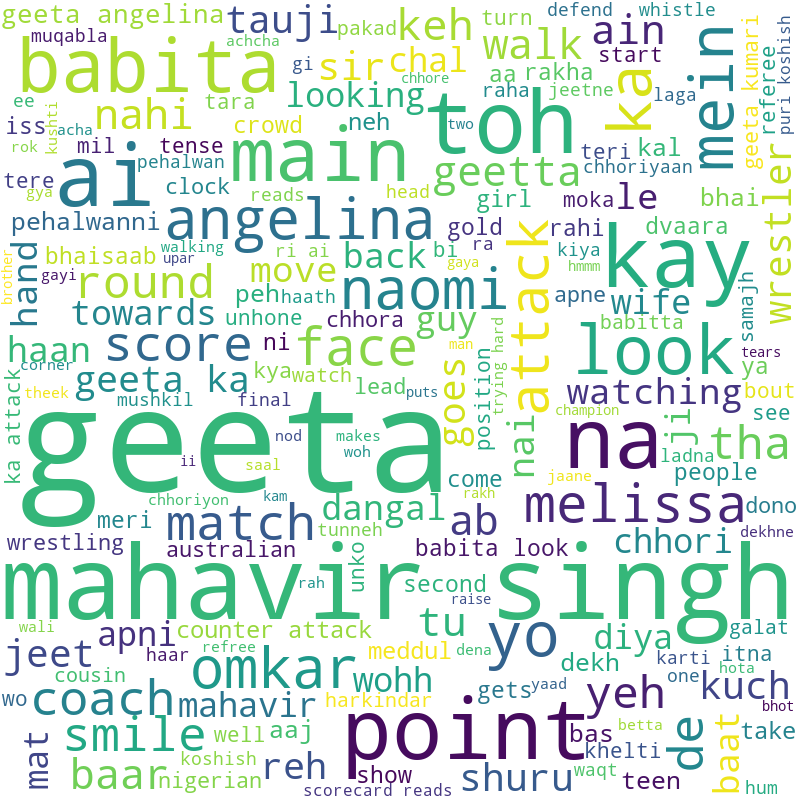 geeta angelina
tauji
keh
pakad
turn
defend
whistle
muqabla
achcha
gi
sir
chal
walk
ain
start
mein
geeta kumari
referee
puri koshish
babita
chhore
aa
rakha
ka
ee
nahi
tara
looking
raha
jeetne
laga
iss
kushti
crowd
neh
toh
two
teri
kal
rok
acha
mil
tense
main
geetta
chhoriyaan
tere
ai
pehalwan
clock
reads
head
girl
moka
le
bhai
wrestler
pehalwanni
angelina
gold
ra
rahi
dvaara
hand
bhaisaab
walking
upar
ri ai
back
bi
attack
kiya
kay
samajh
brother
gayi
round
move
naomi
gaya
hmmm
apne
wife
towards
peh
haath
unhone
chhora
guy
babitta
haan
score
ni
face
goes
position
trying hard
look
tears
corner
geeta ka
kya
watch
lead
man
ya
theek
mushkil
final
puts
watching
bout
see
ka attack
geeta
nod
makes
woh
champion
na
ji
tha
ii
saal
nai
jaane
ladna
people
chhoriyon
kam
come
rakh
melissa
dono
meri
match
dangal
ab
tunneh
dekhne
wrestling
australian
unko
babita look
chhori
mahavir singh
rah
second
raise
wali
apni
counter attack
tu
yo
diya
galat
jeet
haar
refree
meddul
dena
dekh
karti
itna
cousin
omkar
wohh
one
hota
wo
coach
mahavir
harkindar
gets
yaad
yeh
kuch
bhot
mat
smile
well
aaj
point
bas
de
baat
take
koshish
khelti
betta
baar
nigerian
reh
show
shuru
waqt
teen
hum
scorecard reads